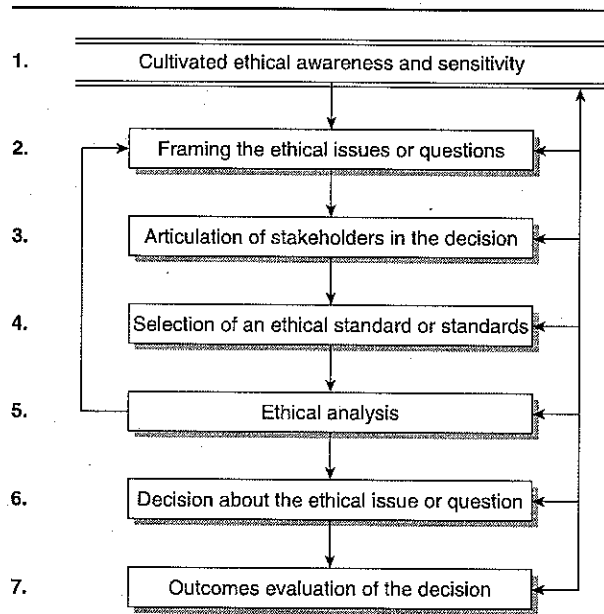 1. Cultivated ethical awareness and sensitivity
2. Framing the ethical issues or questions
3. Articulation of stakeholders in the decision
4. Selection of an ethical standard or standards
5. Ethical analysis
6. Decision about the ethical issue or question
7. Outcomes evaluation of the decision